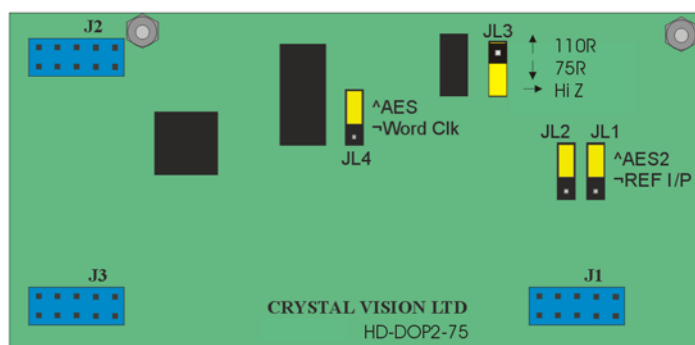 J2
JL3
↑ 110R
↓ 75R
→ Hi Z
^AES
¬Word Clk
JL4
JL2 JL1
^AES2
¬REF I/P
J3
J1
CRYSTAL VISION LTD
HD-DOP2-75